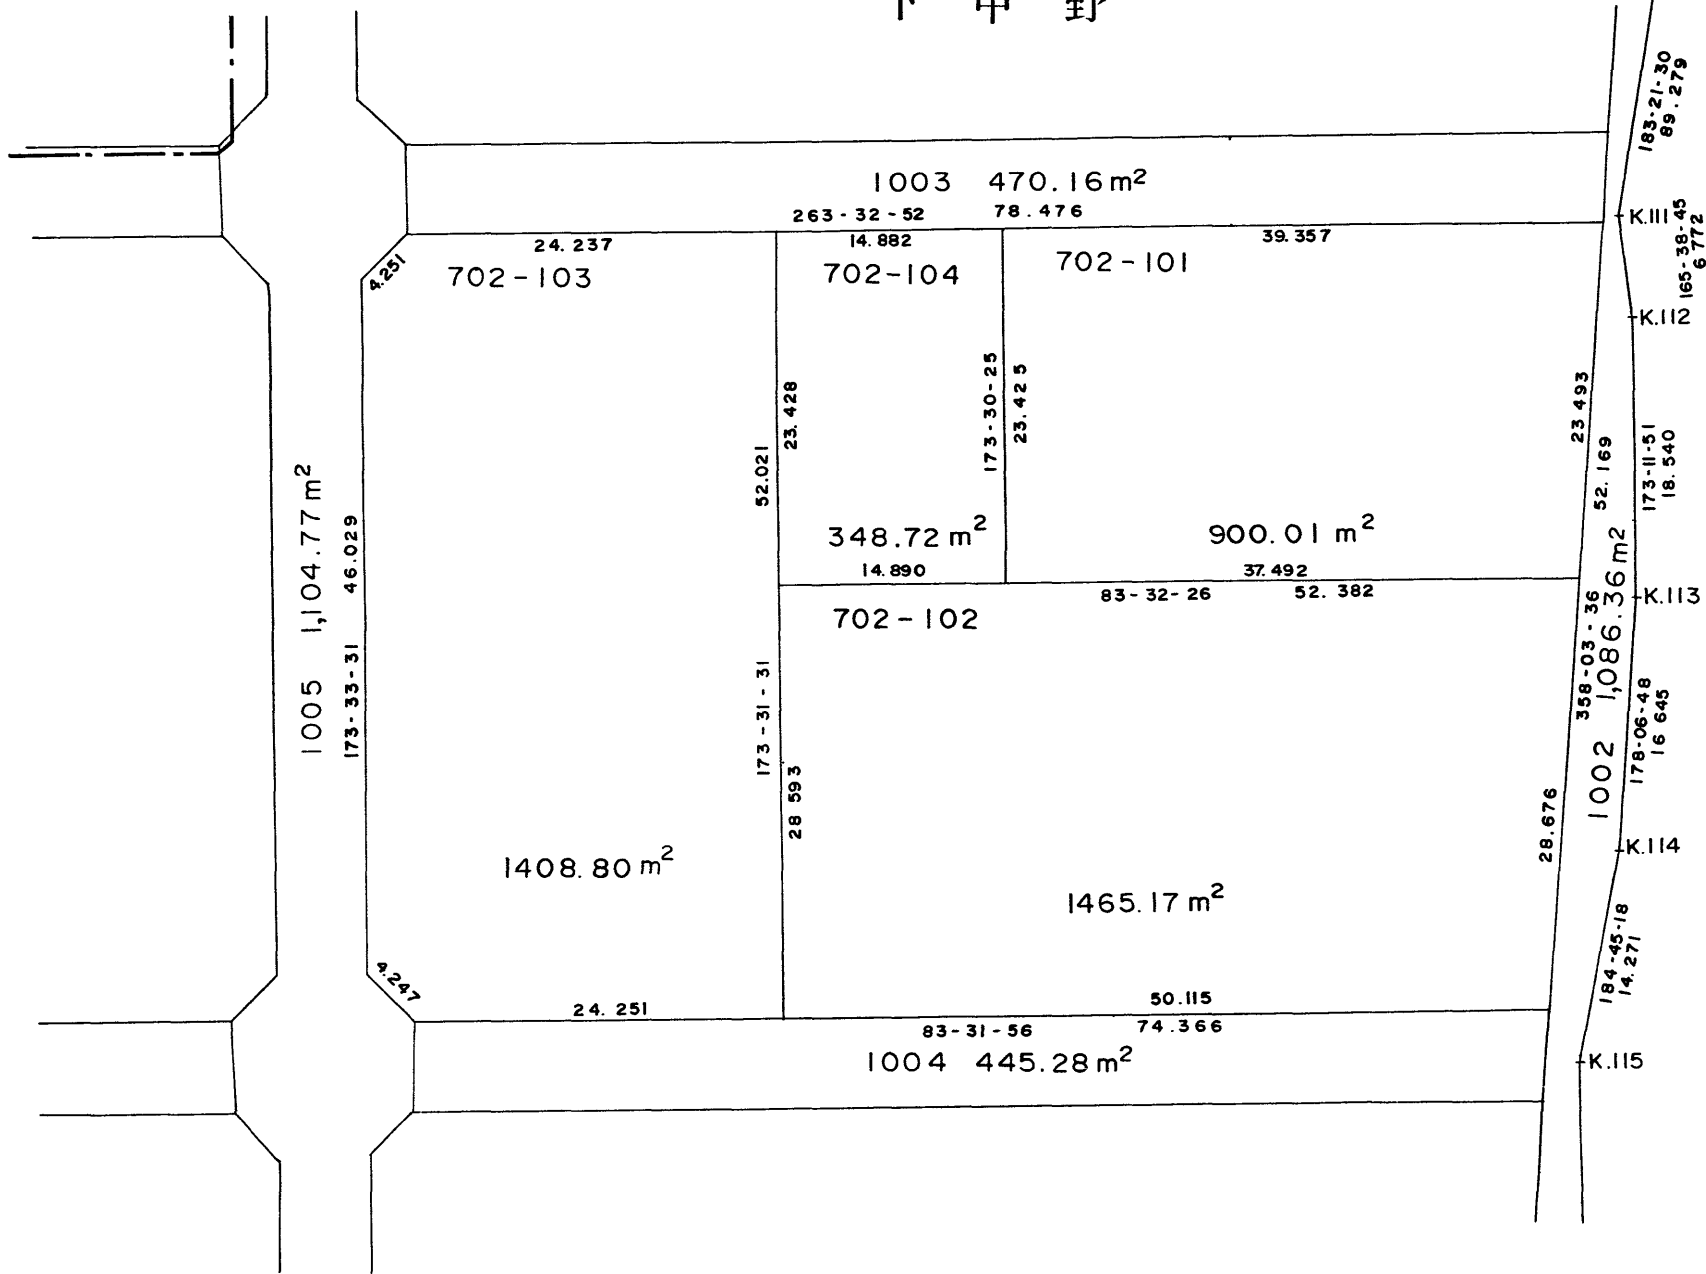 下 中 野
183-21-30
89.279
1003 470.16m²
263-32-52 78.476
K.111
165-38-45
6 772
24.237
14.882
39.357
4.251
702-103
702-104
702-101
K.112
23.428
173-30-25
23.425
23 493
52.021
52.169
173-11-51
18.540
1005 1,104.77m²
173-33-31 46.029
348.72m²
900.01m²
14.890
37.492
83-32-26 52.382
702-102
K.113
358-03-36
1002 1,086.36m2
173-31-31
28 593
178-06-48
16 645
28.676
K.114
1408.80m²
1465.17m²
184-45-18
14.271
4.247
24.251
50.115
83-31-56 74.366
1004 445.28m²
K.115